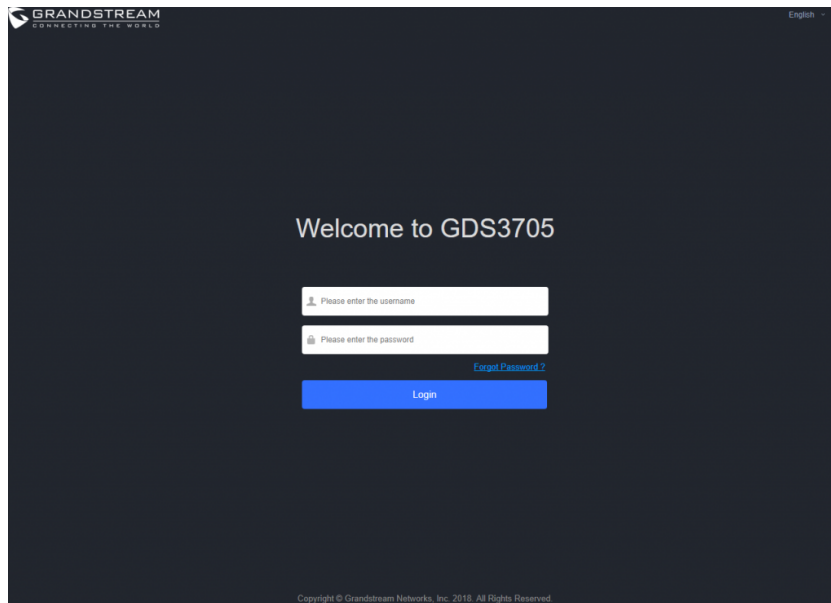 GRANDSTREAM
CONNECTING THE WORLD
English
Welcome to GDS3705
Please enter the username
Please enter the password
Forgot Password ?
Login
Copyright © Grandstream Networks, Inc. 2018. All Rights Reserved.